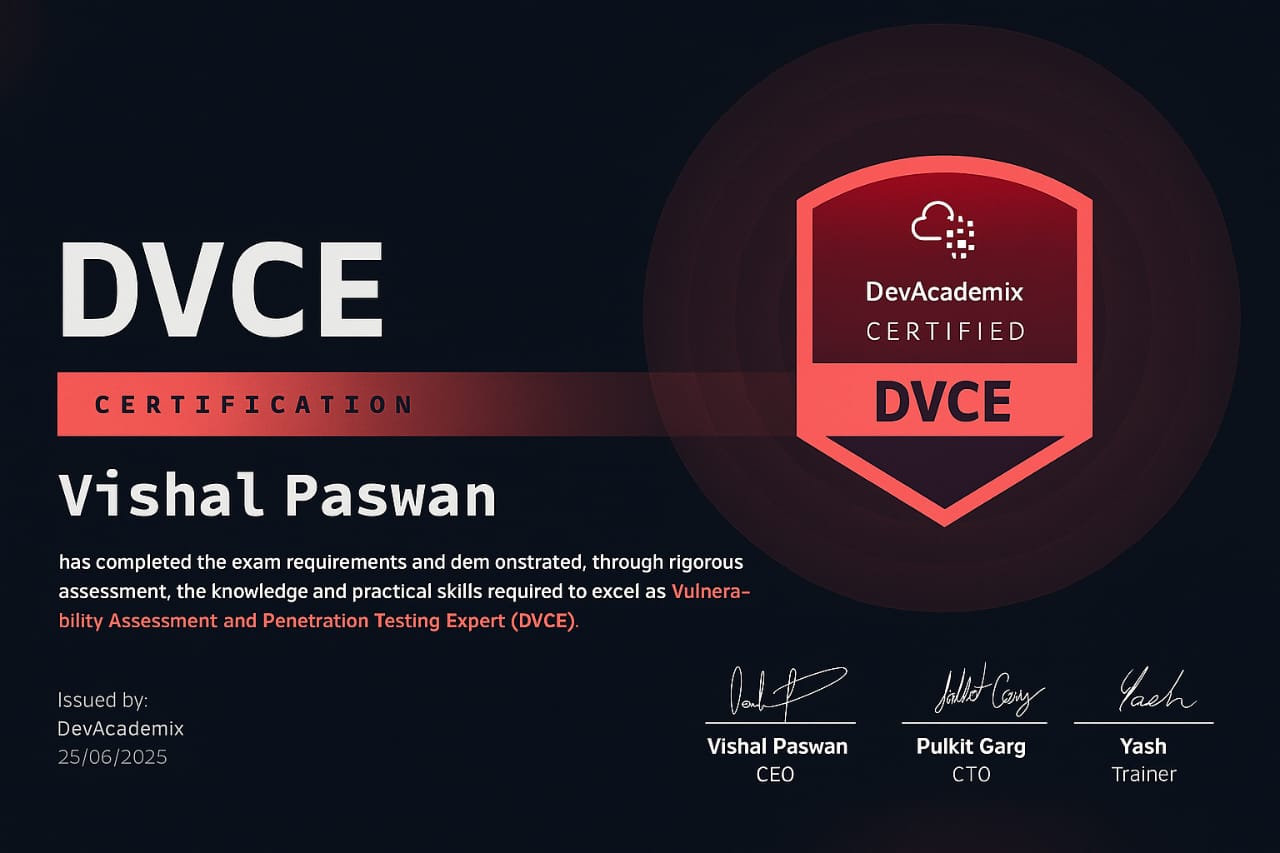 DVCE
CERTIFICATION
Vishal Paswan
has completed the exam requirements and dem onstrated, through rigorous
assessment, the knowledge and practical skills required to excel as Vulnera-
bility Assessment and Penetration Testing Expert (DVCE).
Issued by:
DevAcademix
25/06/2025
DevAcademix
CERTIFIED
DVCE
Yash
Vishal Paswan
CEO
Pulkit Garg
CTO
Yash
Trainer